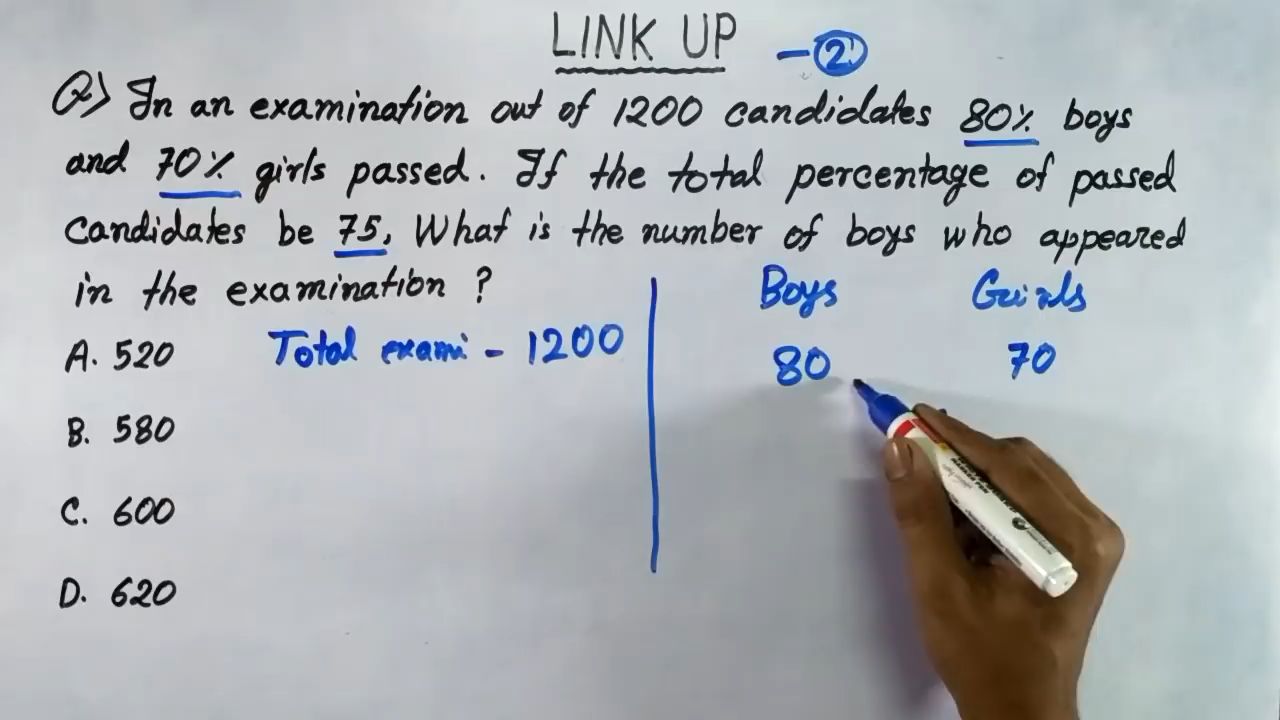 LINK UP - 2
Q> In an examination out of 1200 candidates 80% boys
and 70% girls passed. If the total percentage of passed
candidates be 75, What is the number of boys who appeared
in the examination ?
Boys Girls
A. 520 Total exami - 1200
80 70
B. 580
C. 600
D. 620